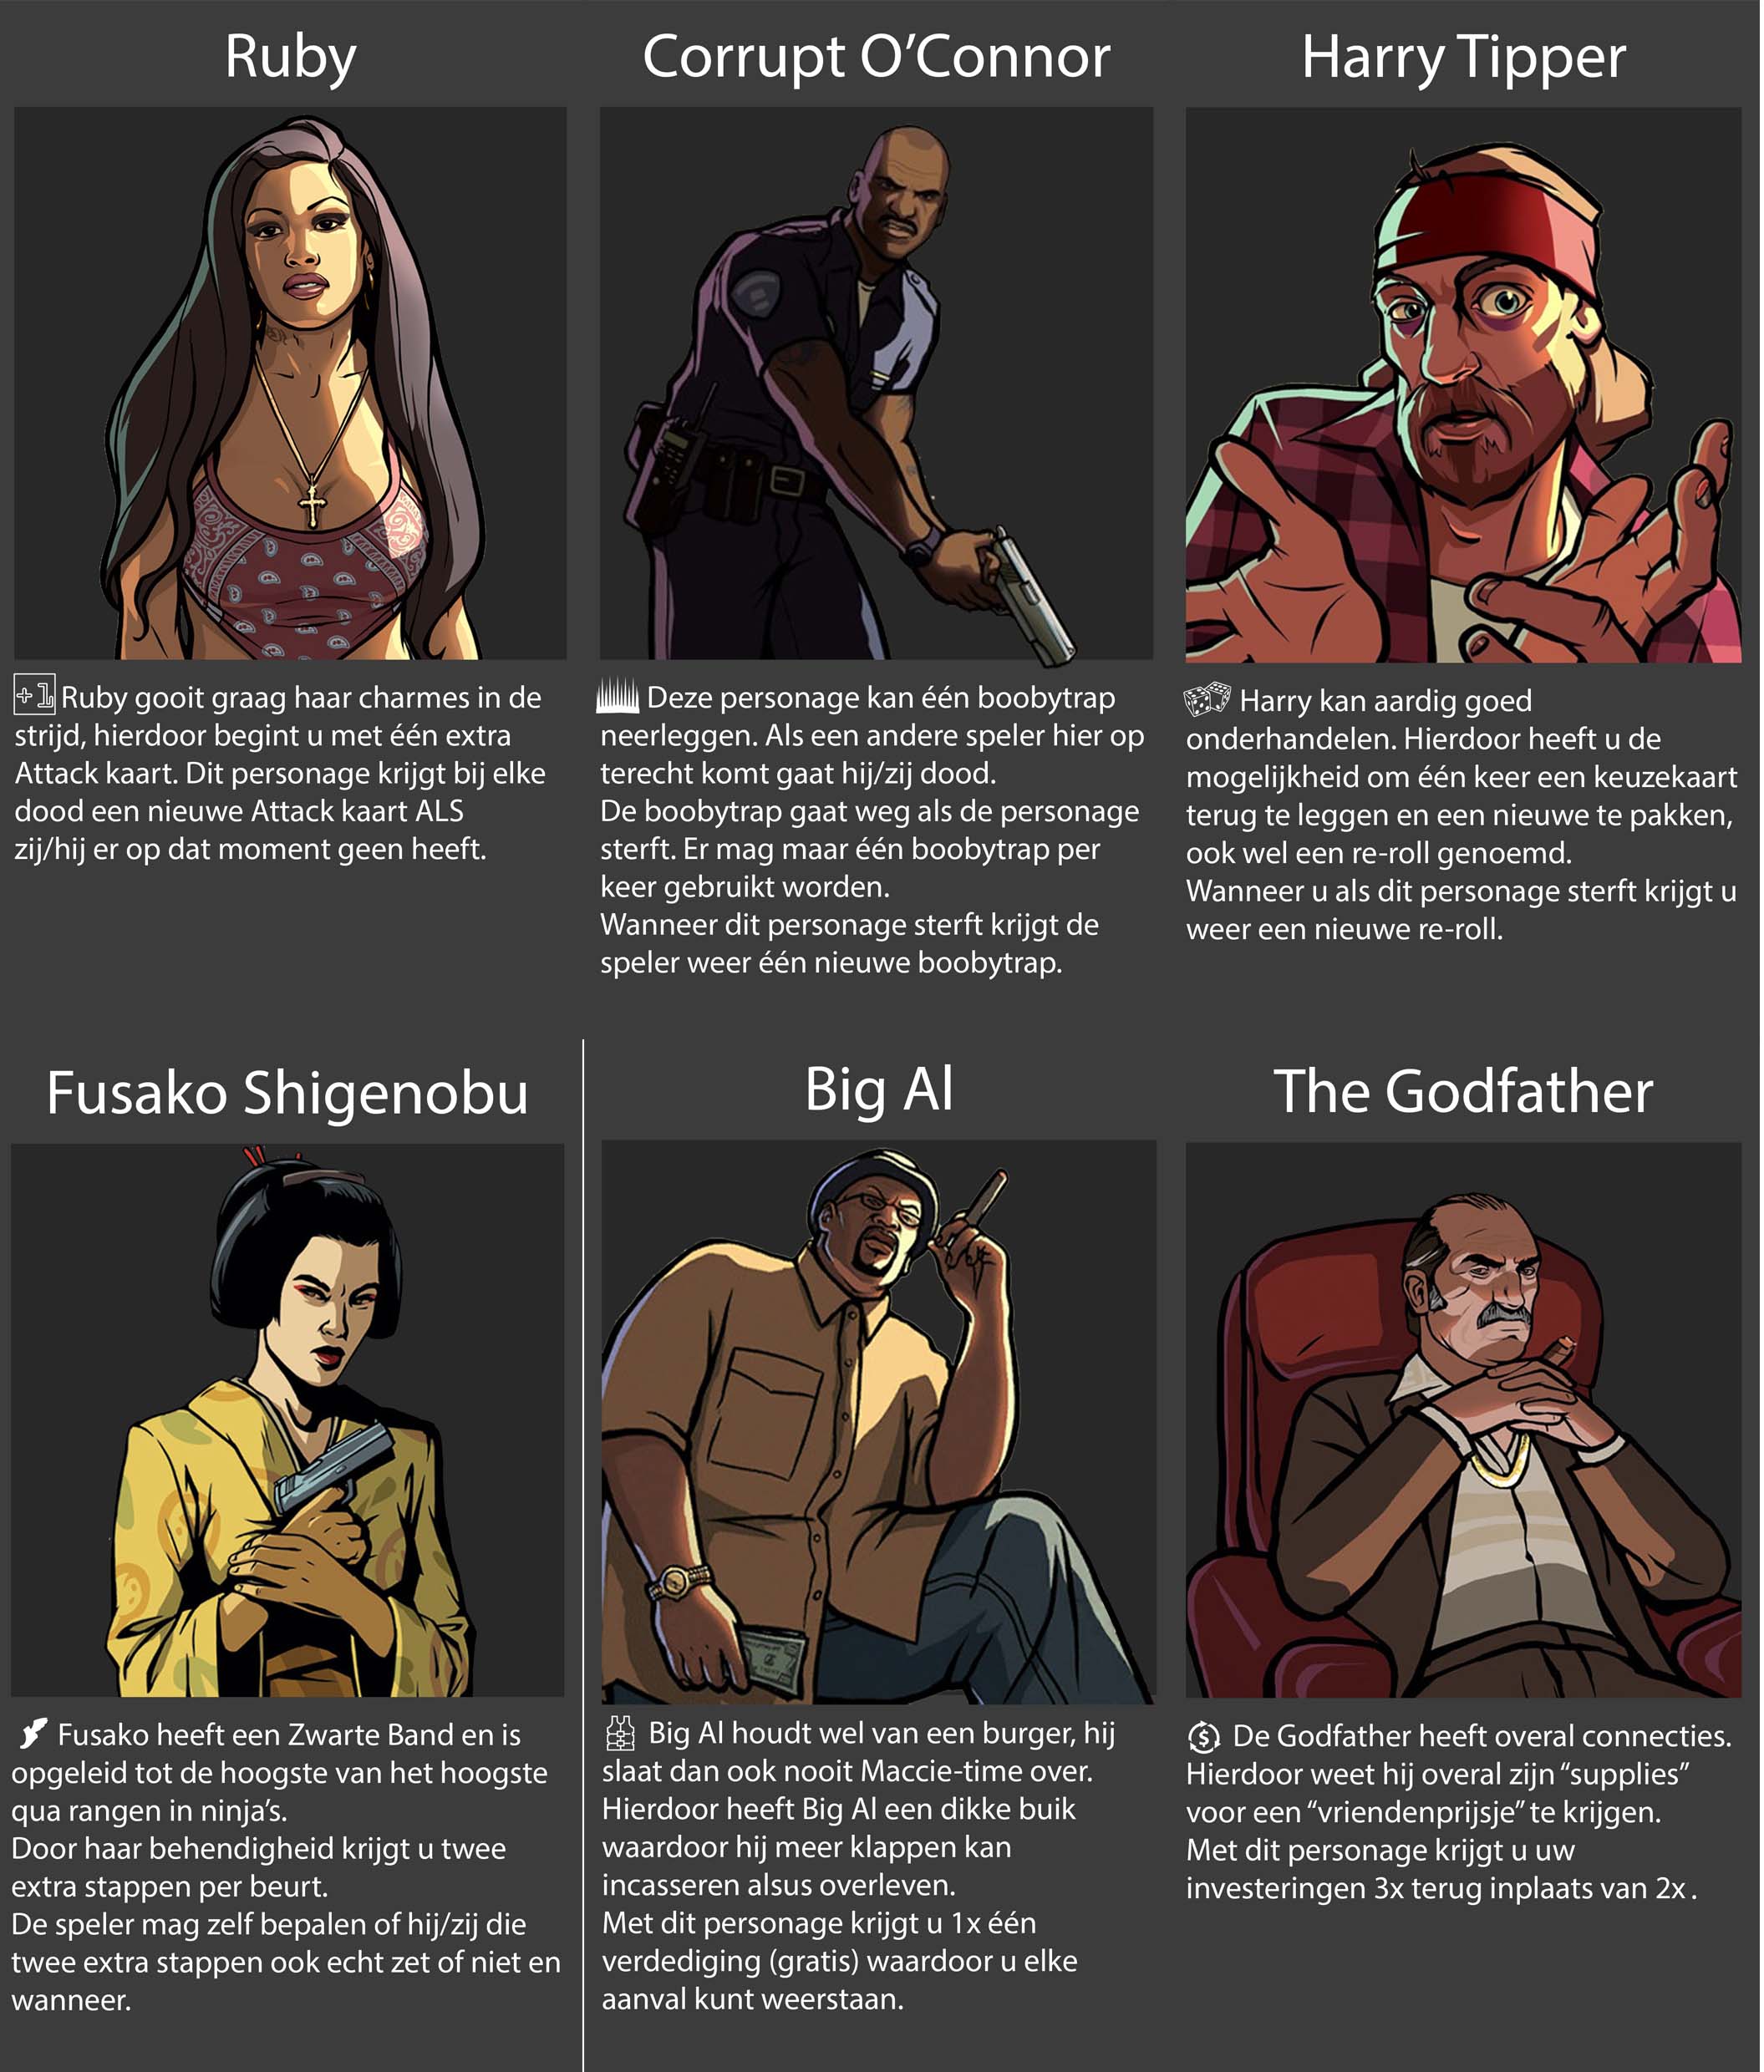 Ruby
+1 Ruby gooit graag haar charmes in de
strijd, hierdoor begint u met één extra
Attack kaart. Dit personage krijgt bij elke
dood een nieuwe Attack kaart ALS
zij/hij er op dat moment geen heeft.
Corrupt O’Connor
Deze personage kan één boobytrap
neerleggen. Als een andere speler hier op
terecht komt gaat hij/zij dood.
De boobytrap gaat weg als de personage
sterft. Er mag maar één boobytrap per
keer gebruikt worden.
Wanneer dit personage sterft krijgt de
speler weer één nieuwe boobytrap.
Harry Tipper
Harry kan aardig goed
onderhandelen. Hierdoor heeft u de
mogelijkheid om één keer een keuzekaart
terug te leggen en een nieuwe te pakken,
ook wel een re-roll genoemd.
Wanneer u als dit personage sterft krijgt u
weer een nieuwe re-roll.
Fusako Shigenobu
Fusako heeft een Zwarte Band en is
opgeleid tot de hoogste van het hoogste
qua rangen in ninja’s.
Door haar behendigheid krijgt u twee
extra stappen per beurt.
De speler mag zelf bepalen of hij/zij die
twee extra stappen ook echt zet of niet en
wanneer.
Big Al
Big Al houdt wel van een burger, hij
slaat dan ook nooit Maccie-time over.
Hierdoor heeft Big Al een dikke buik
waardoor hij meer klappen kan
incasseren alsus overleven.
Met dit personage krijgt u 1x één
verdediging (gratis) waardoor u elke
aanval kunt weerstaan.
The Godfather
$ De Godfather heeft overal connecties.
Hierdoor weet hij overal zijn “supplies”
voor een “vriendenprijsje” te krijgen.
Met dit personage krijgt u uw
investeringen 3x terug inplaats van 2x.